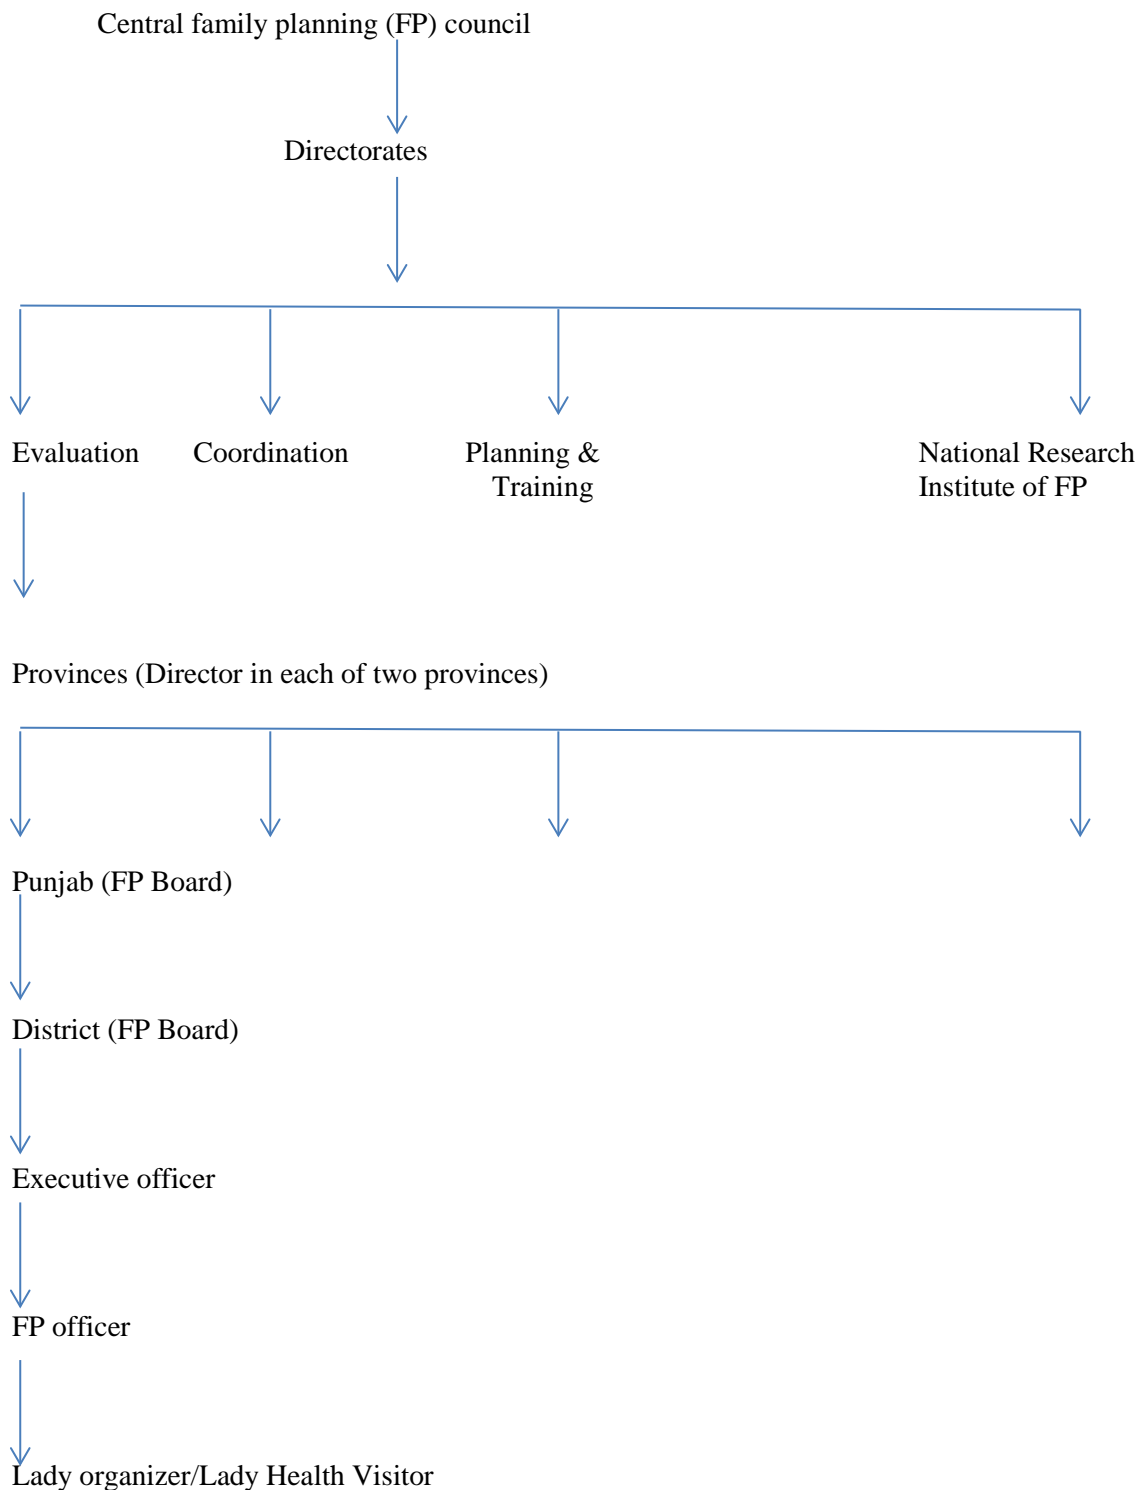 Central family planning (FP) council
Directorates
Evaluation Coordination Planning & National Research
Training Institute of FP
Provinces (Director in each of two provinces)
Punjab (FP Board)
District (FP Board)
Executive officer
FP officer
Lady organizer/Lady Health Visitor